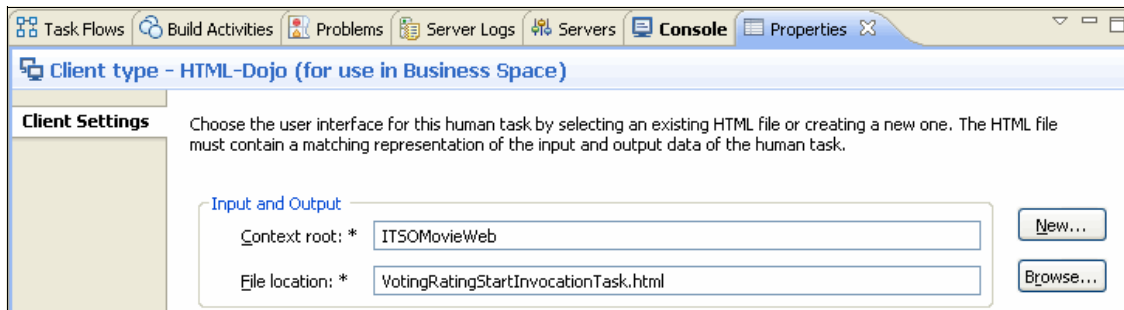 Task Flows Build Activities Problems Server Logs Servers Console Properties
Client type - HTML-Dojo (for use in Business Space)
Client Settings
Choose the user interface for this human task by selecting an existing HTML file or creating a new one. The HTML file
must contain a matching representation of the input and output data of the human task.
Input and Output
Context root: * ITSOMovieWeb
New...
File location: * VotingRatingStartInvocationTask.html
Browse...